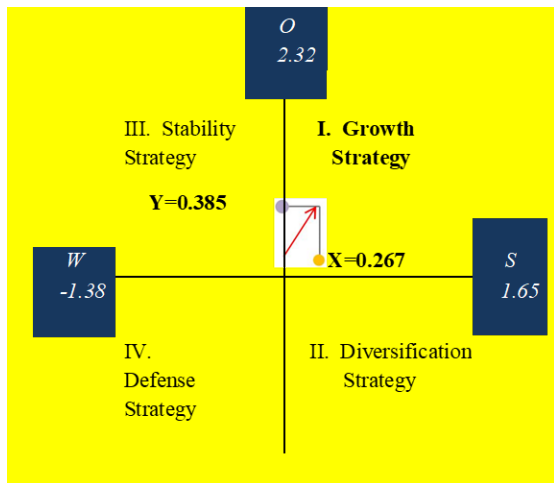 O
2.32
III. Stability
Strategy
I. Growth
Strategy
Y=0.385
W
-1.38
X=0.267
S
1.65
IV.
Defense
Strategy
II. Diversification
Strategy